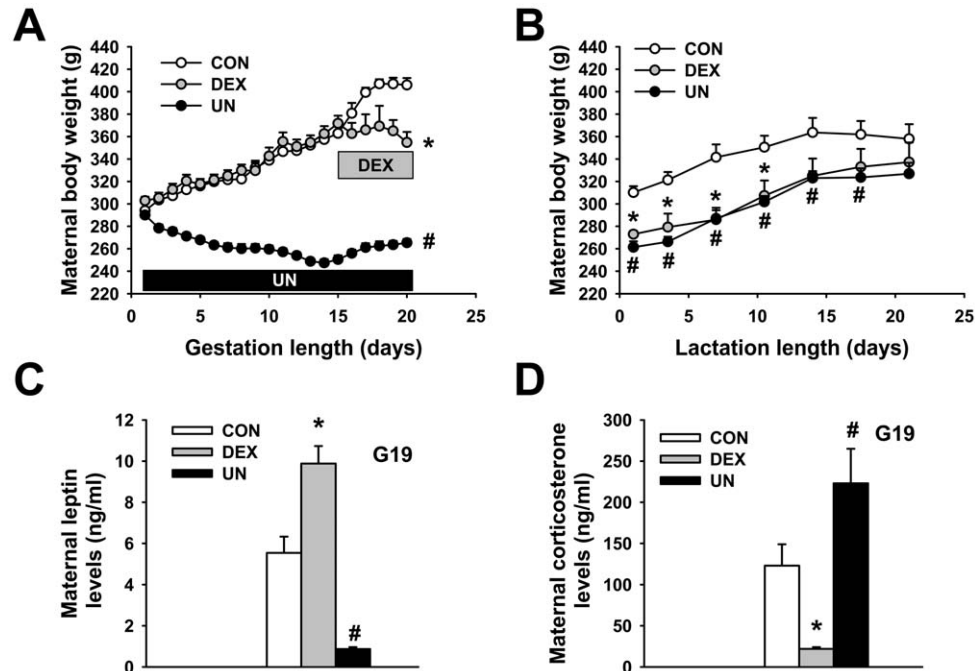 A
Maternal body weight (g)
440
420
400
380
360
340
320
300
280
260
240
220
CON
DEX
UN
*
DEX
#
UN
0 5 10 15 20 25
Gestation length (days)
B
Maternal body weight (g)
440
420
400
380
360
340
320
300
280
260
240
220
CON
DEX
UN
* * * *
# # # # # #
0 5 10 15 20 25
Lactation length (days)
C
Maternal leptin
levels (ng/ml)
12
10
8
6
4
2
0
CON
DEX
UN
*
#
G19
D
Maternal corticosterone
levels (ng/ml)
300
250
200
150
100
50
0
CON
DEX
UN
*
#
G19